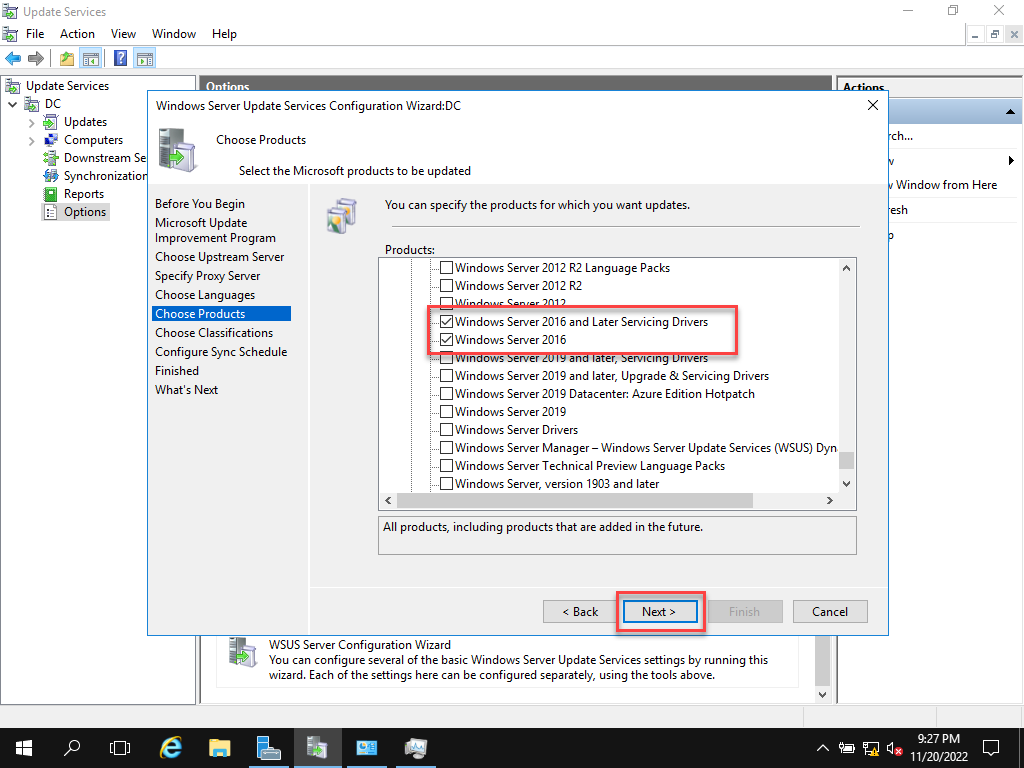 Update Services
File Action View Window Help
Update Services
DC
Updates
Computers
Downstream Se
Synchronization
Reports
Options
Options
Actions
rch...
w
v Window from Here
esh
p
Windows Server Update Services Configuration Wizard:DC
Choose Products
Select the Microsoft products to be updated
Before You Begin
Microsoft Update
Improvement Program
Choose Upstream Server
Specify Proxy Server
Choose Languages
Choose Products
Choose Classifications
Configure Sync Schedule
Finished
What's Next
You can specify the products for which you want updates.
Products:
Windows Server 2012 R2 Language Packs
Windows Server 2012 R2
Windows Server 2012
Windows Server 2016 and Later Servicing Drivers
Windows Server 2016
Windows Server 2019 and later, Servicing Drivers
Windows Server 2019 and later, Upgrade & Servicing Drivers
Windows Server 2019 Datacenter: Azure Edition Hotpatch
Windows Server 2019
Windows Server Drivers
Windows Server Manager – Windows Server Update Services (WSUS) Dyn
Windows Server Technical Preview Language Packs
Windows Server, version 1903 and later
All products, including products that are added in the future.
< Back Next > Finish Cancel
WSUS Server Configuration Wizard
You can configure several of the basic Windows Server Update Services settings by running this
wizard. Each of the settings here can be configured separately, using the tools above.
9:27 PM
11/20/2022